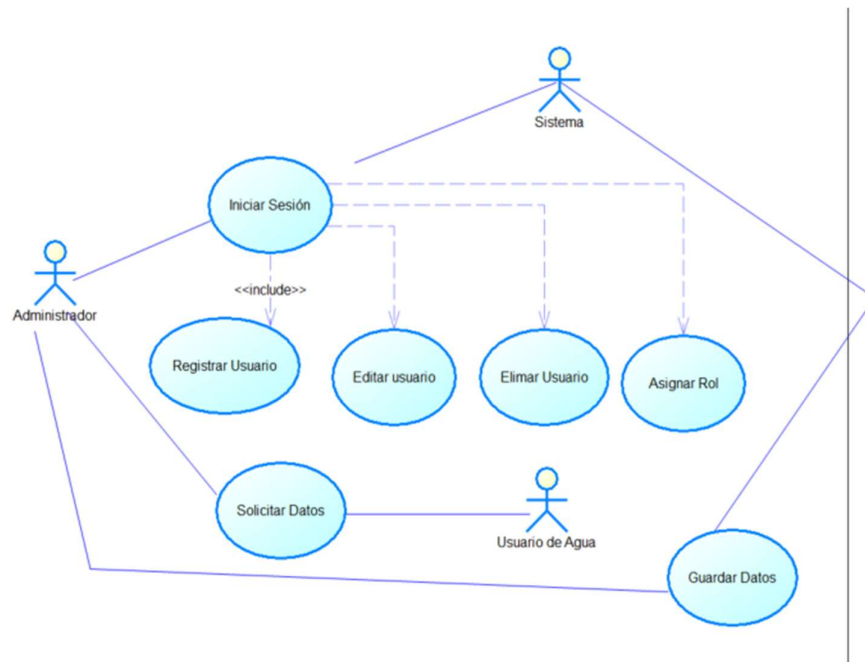 Sistema
Iniciar Sesión
<<include>>
Administrador
Registrar Usuario
Editar usuario
Elimar Usuario
Asignar Rol
Solicitar Datos
Usuario de Agua
Guardar Datos